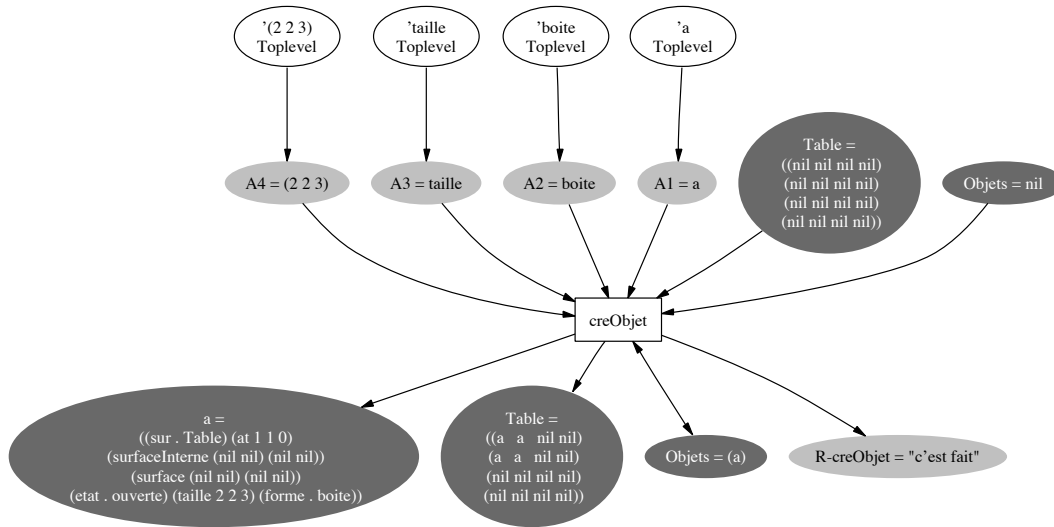 '(2 2 3)
Toplevel
'taille
Toplevel
'boite
Toplevel
'a
Toplevel
A4 = (2 2 3)
A3 = taille
A2 = boite
A1 = a
Table =
((nil nil nil nil)
(nil nil nil nil)
(nil nil nil nil)
(nil nil nil nil))
Objets = nil
creObjet
a =
((sur . Table) (at 1 1 0)
(surfaceInterne (nil nil) (nil nil))
(surface (nil nil) (nil nil))
(etat . ouverte) (taille 2 2 3) (forme . boite))
Table =
((a a nil nil)
(a a nil nil)
(nil nil nil nil)
(nil nil nil nil))
Objets = (a)
R-creObjet = "c'est fait"